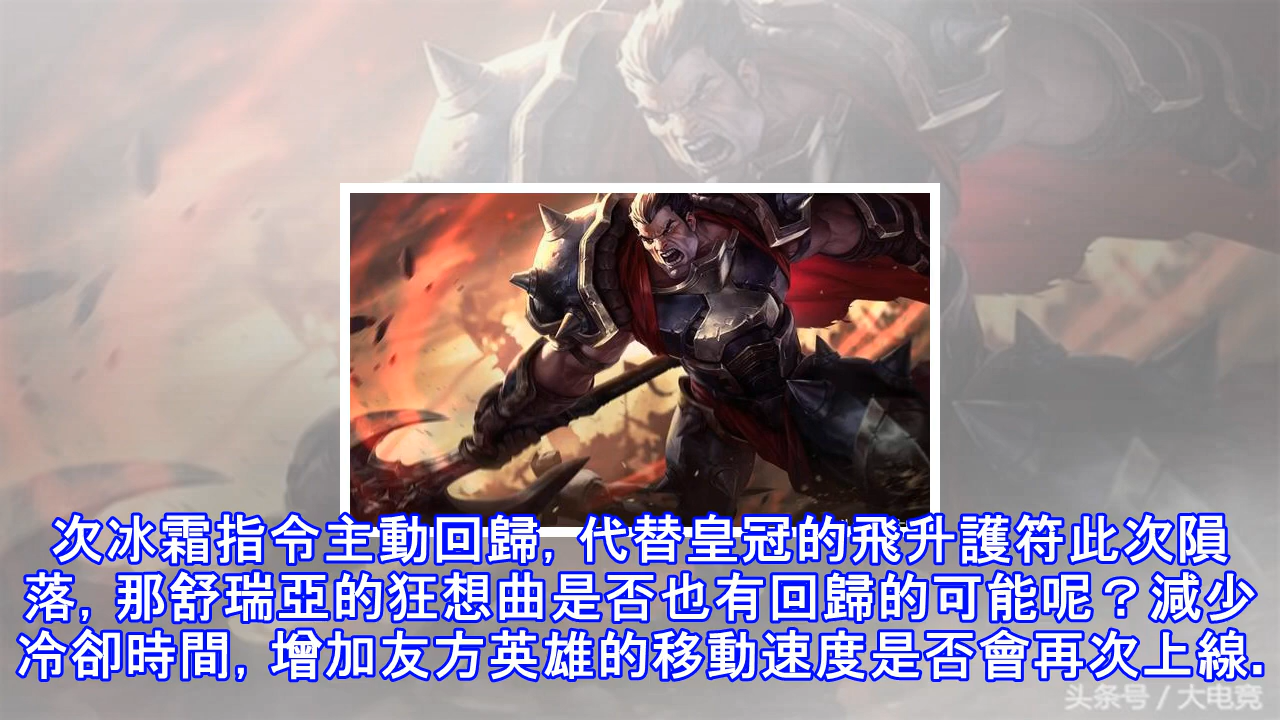 次冰霜指令主動回歸, 代替皇冠的飛升護符此次隕
落, 那舒瑞亞的狂想曲是否也有回歸的可能呢？減少
冷卻時間, 增加友方英雄的移動速度是否會再次上線.
头条号 / 大电竞